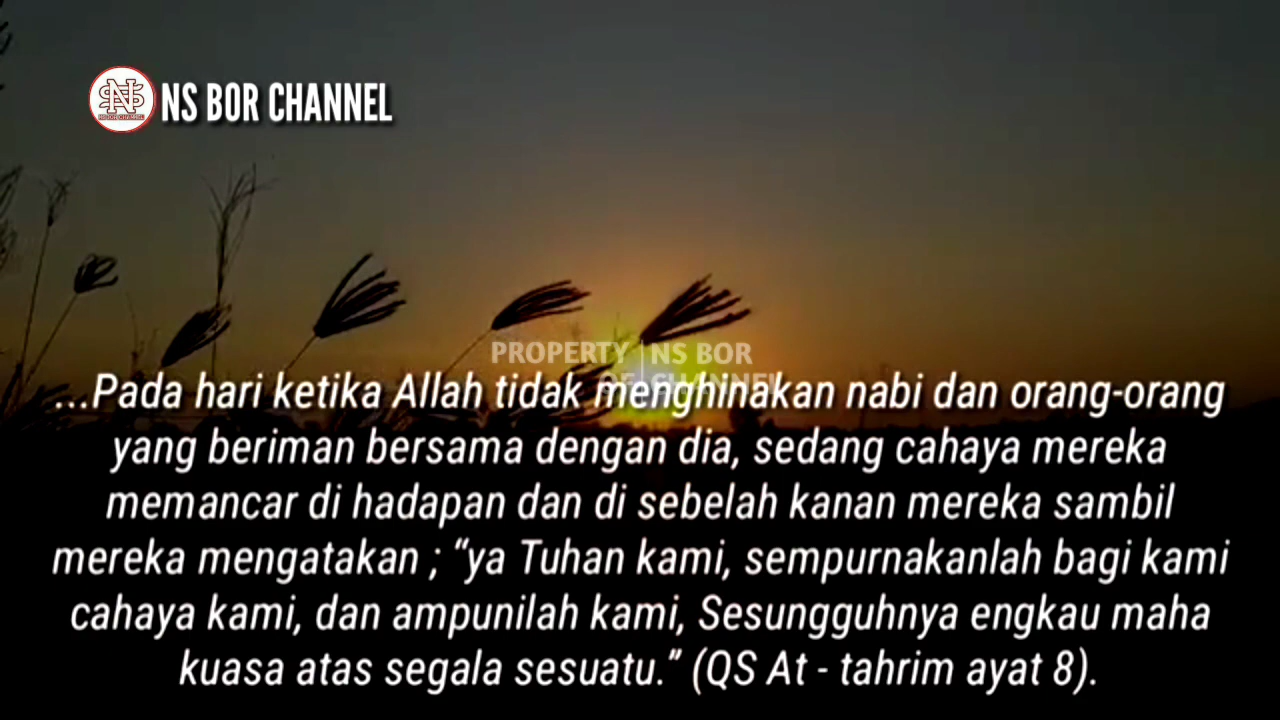 NS BOR CHANNEL
PROPERTY NS BOR
CHANNEL
...Pada hari ketika Allah tidak menghinakan nabi dan orang-orang
yang beriman bersama dengan dia, sedang cahaya mereka
memancar di hadapan dan di sebelah kanan mereka sambil
mereka mengatakan ; “ya Tuhan kami, sempurnakanlah bagi kami
cahaya kami, dan ampunilah kami, Sesungguhnya engkau maha
kuasa atas segala sesuatu.” (QS At - tahrim ayat 8).